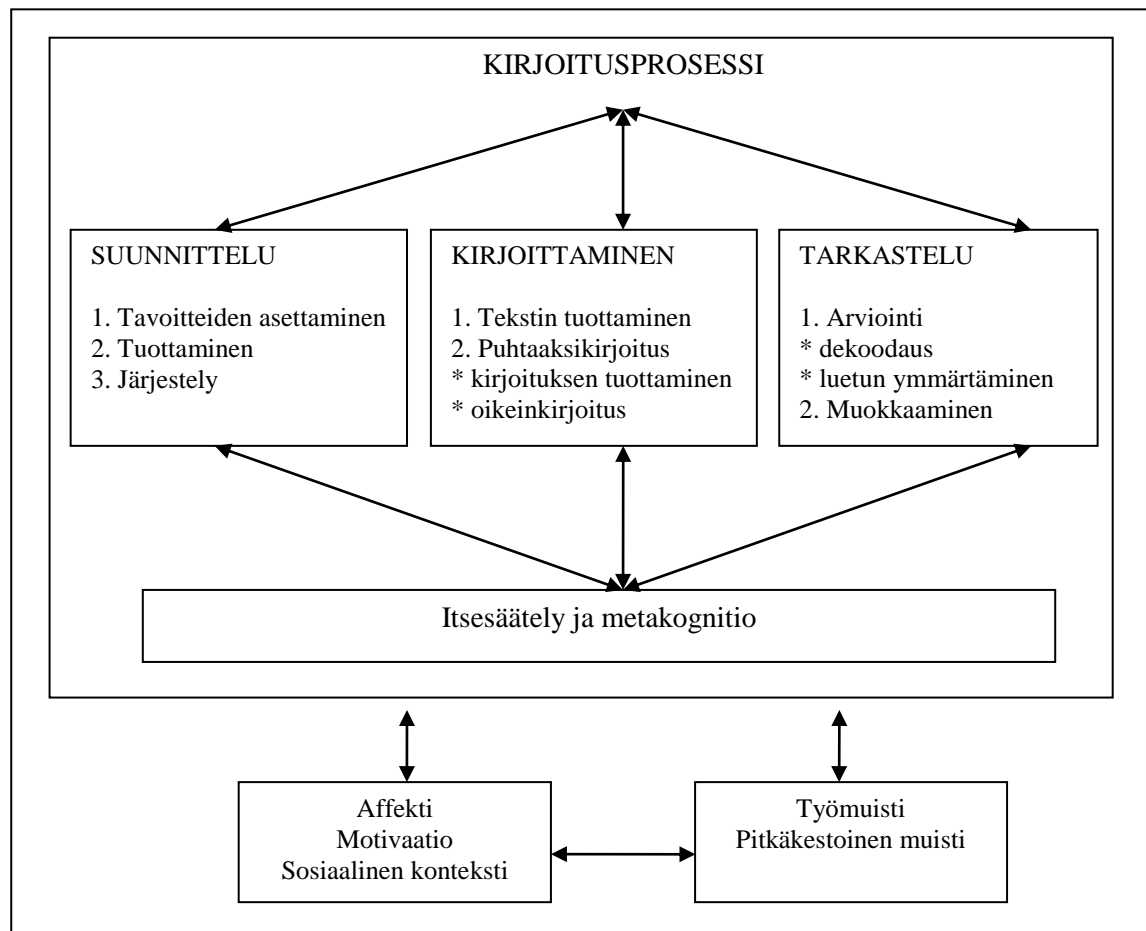 KIRJOITUSPROSESSI
SUUNNITTELU
1. Tavoitteiden asettaminen
2. Tuottaminen
3. Järjestely
KIRJOITTAMINEN
1. Tekstin tuottaminen
2. Puhtaaksikirjoitus
* kirjoituksen tuottaminen
* oikeinkirjoitus
TARKASTELU
1. Arviointi
* dekoodaus
* luetun ymmärtäminen
2. Muokkaaminen
Itsesäätely ja metakognitio
Affekti
Motivaatio
Sosiaalinen konteksti
Työmuisti
Pitkäkestoinen muisti